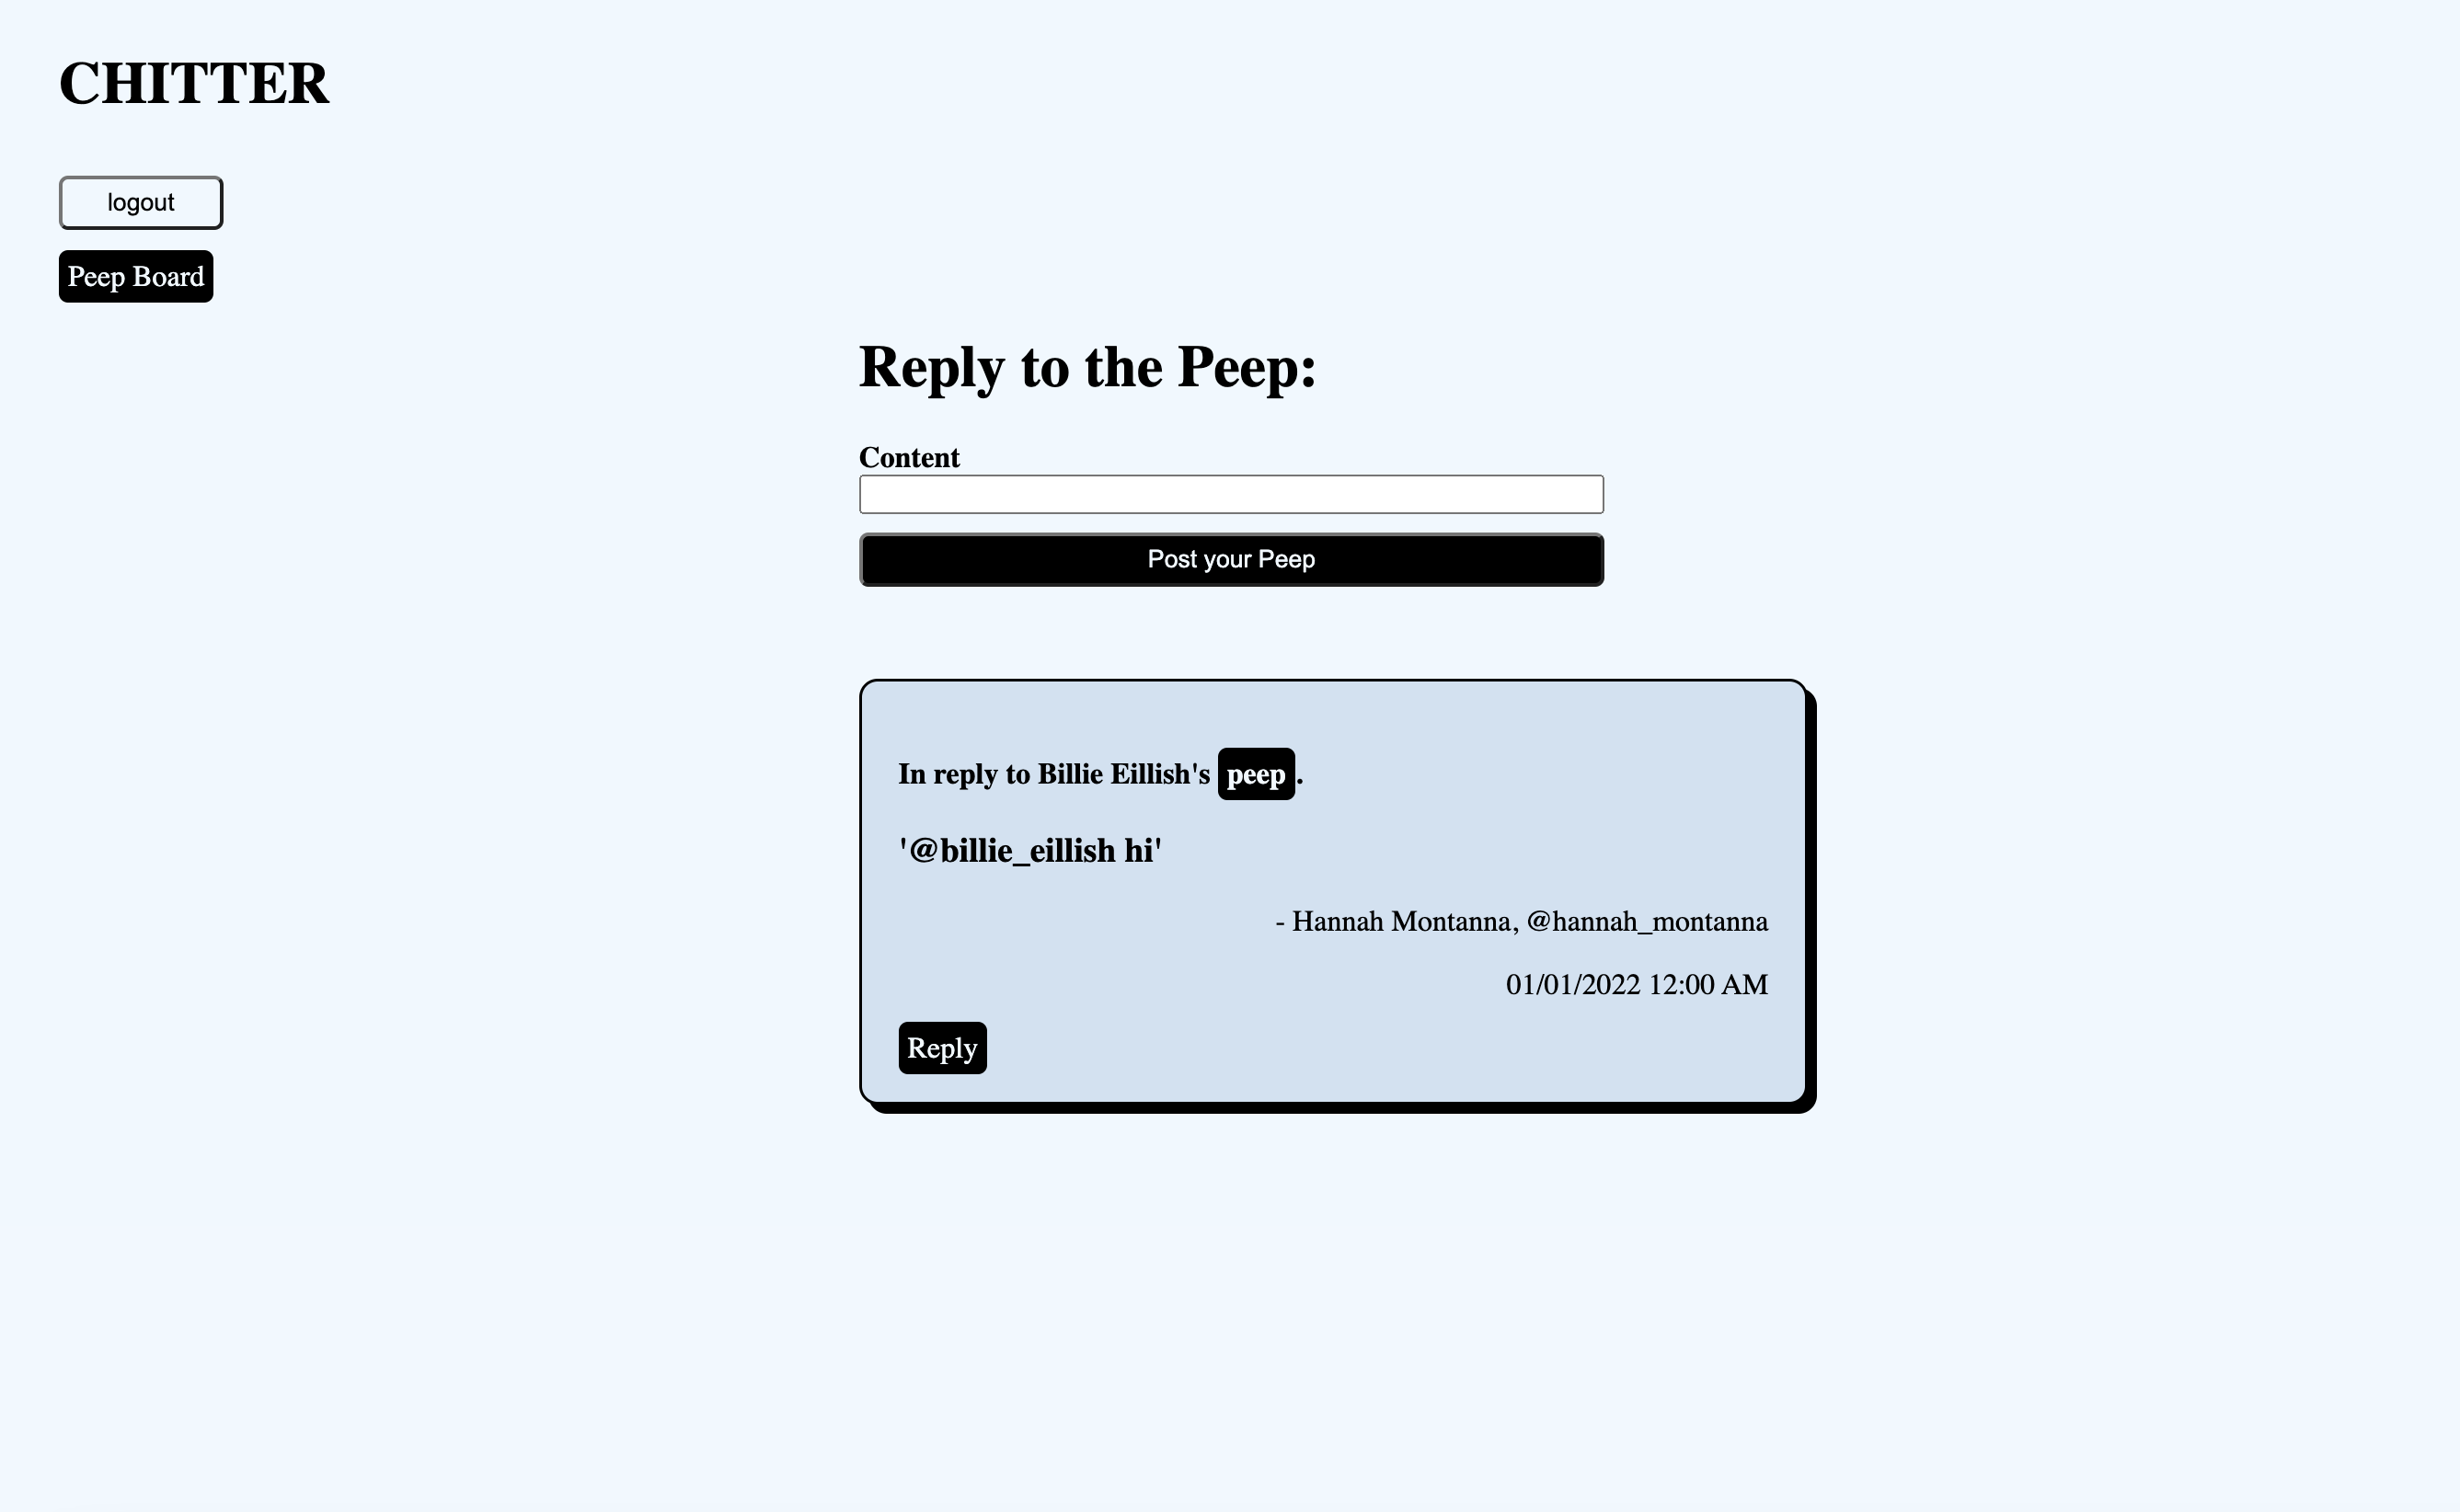 CHITTER
logout
Peep Board
Reply to the Peep:
Content
Post your Peep
In reply to Billie Eillish's peep.
'@billie_eillish hi'
- Hannah Montanna, @hannah_montanna
01/01/2022 12:00 AM
Reply